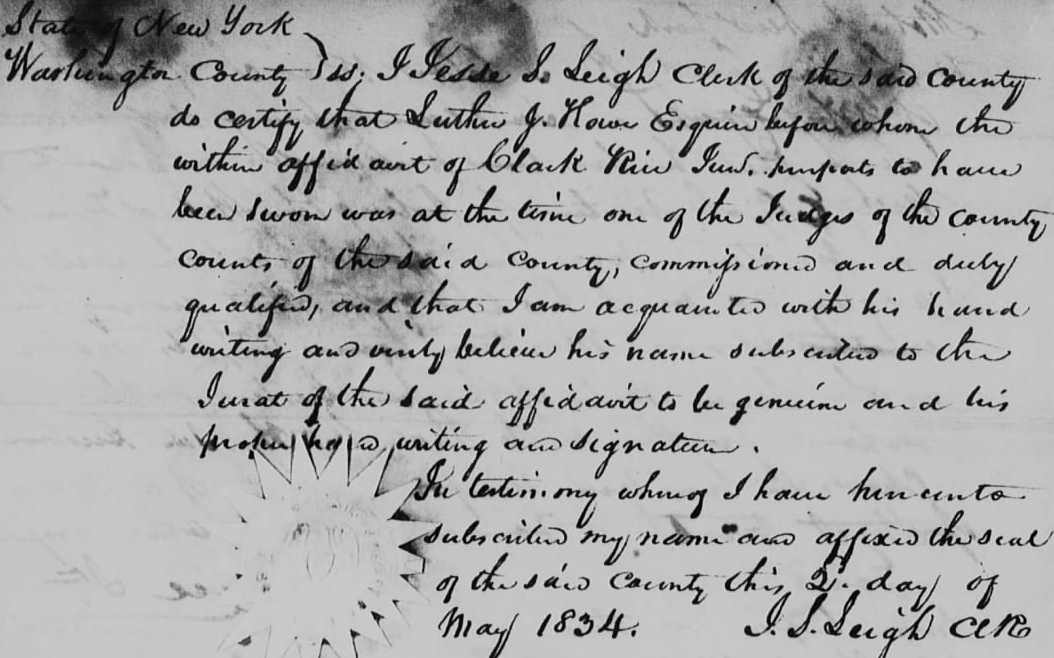 State of New York
Washington County } ss; I Jesse S. Leigh Clerk of the said County
do certify that Luther J. Howe Esquire before whom the
within affidavit of Clark Rice Jun. purports to have
been sworn was at the time one of the Judges of the County
courts of the said County, commissioned and duly
qualified, and that I am acquainted with his hand
writing and verily believe his name subscribed to the
Jurat of the said affidavit to be genuine and his
proper hand writing and signature.
In testimony whereof I have hereunto
subscribed my name and affixed the seal
of the said County this 2d. day of
May 1834. J. S. Leigh Clk